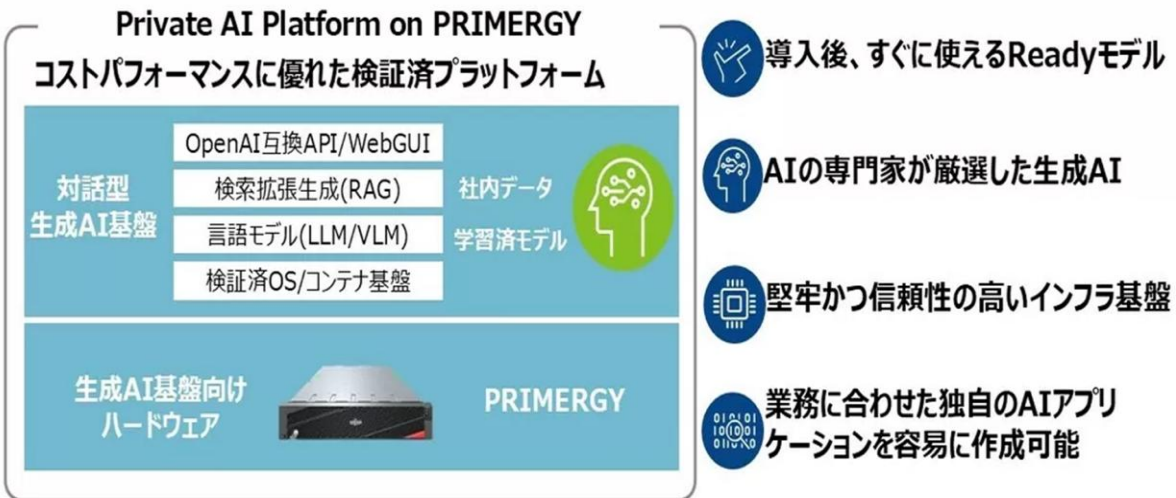 Private AI Platform on PRIMERGY
コストパフォーマンスに優れた検証済プラットフォーム
対話型
生成AI基盤
OpenAI互換API/WebGUI
検索拡張生成(RAG)
言語モデル(LLM/VLM)
検証済OS/コンテナ基盤
社内データ
学習済モデル
生成AI基盤向け
ハードウェア
PRIMERGY
導入後、すぐに使えるReadyモデル
AIの専門家が厳選した生成AI
堅牢かつ信頼性の高いインフラ基盤
業務に合わせた独自のAIアプリ
ケーションを容易に作成可能